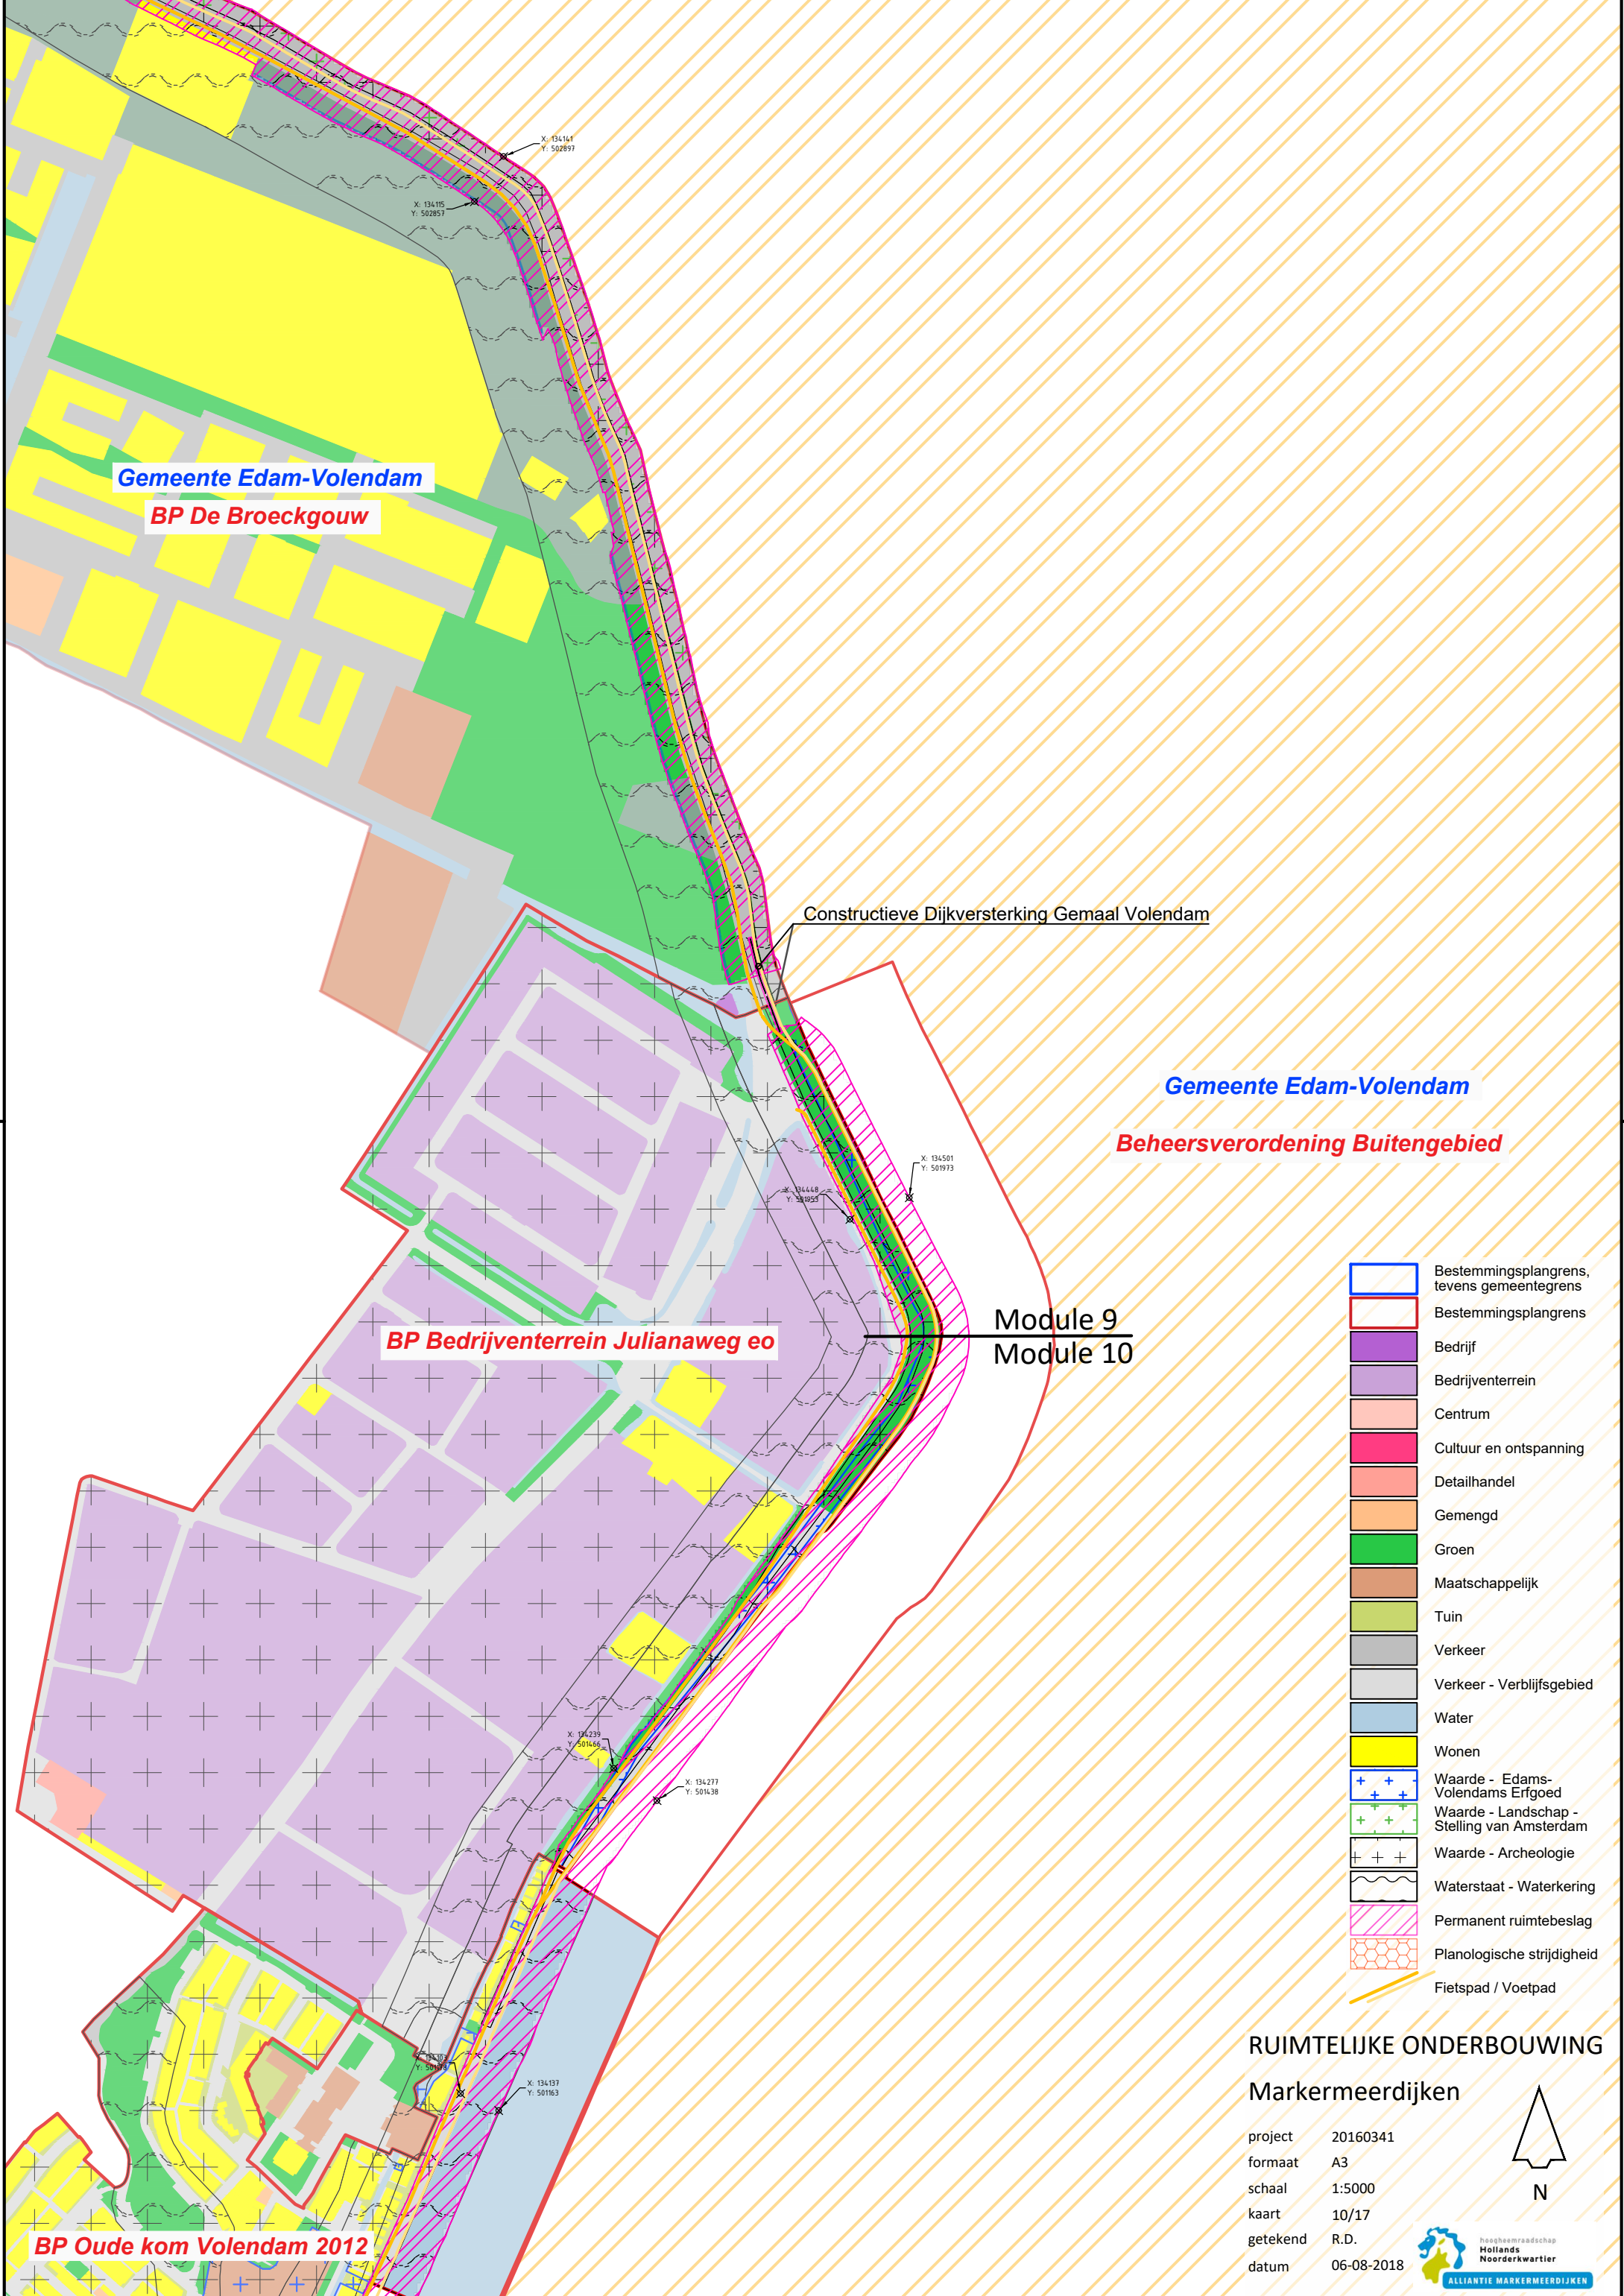 X: 134141
Y: 502897
X: 134115
Y: 502857
Gemeente Edam-Volendam
BP De Broeckgouw
Constructieve Dijkversterking Gemaal Volendam
Gemeente Edam-Volendam
Beheersverordening Buitengebied
X: 134501
Y: 501973
X: 134448
Y: 501953
Module 9
Module 10
BP Bedrijventerrein Julianaweg eo
Bestemmingsplangrens,
tevens gemeentegrens
Bestemmingsplangrens
Bedrijf
Bedrijventerrein
Centrum
Cultuur en ontspanning
Detailhandel
Gemengd
Groen
Maatschappelijk
Tuin
Verkeer
Verkeer - Verblijfsgebied
Water
Wonen
Waarde - Edams-
Volendams Erfgoed
Waarde - Landschap -
Stelling van Amsterdam
Waarde - Archeologie
Waterstaat - Waterkering
Permanent ruimtebeslag
Planologische strijdigheid
Fietspad / Voetpad
X: 134239
Y: 501466
X: 134277
Y: 501438
X: 134137
Y: 501163
BP Oude kom Volendam 2012
RUIMTELIJKE ONDERBOUWING
Markermeerdijken
project 20160341
formaat A3
schaal 1:5000
kaart 10/17
getekend R.D.
datum 06-08-2018
N
hoogheemraadschap
Hollands
Noorderkwartier
ALLIANTIE MARKERMEERDIJKEN